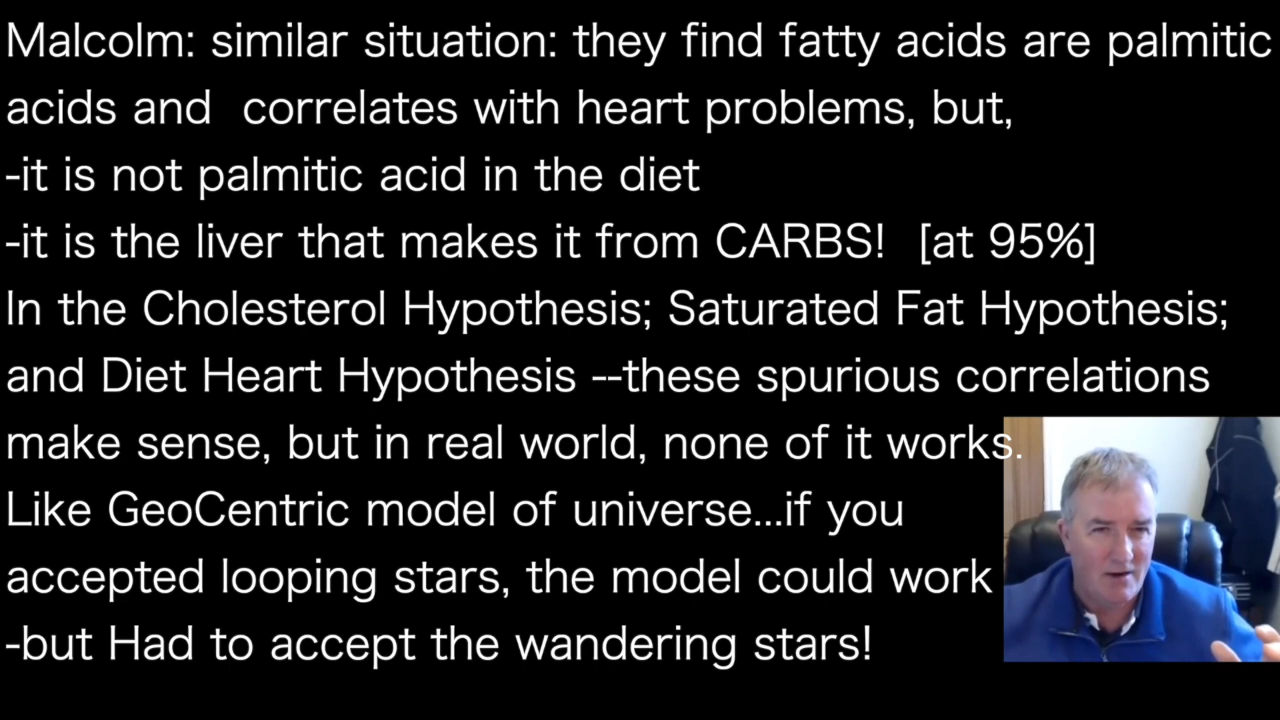 Malcolm: similar situation: they find fatty acids are palmitic
acids and  correlates with heart problems, but,
-it is not palmitic acid in the diet
-it is the liver that makes it from CARBS!  [at 95%]
In the Cholesterol Hypothesis; Saturated Fat Hypothesis;
and Diet Heart Hypothesis --these spurious correlations
make sense, but in real world, none of it works.
Like GeoCentric model of universe...if you
accepted looping stars, the model could work
-but Had to accept the wandering stars!